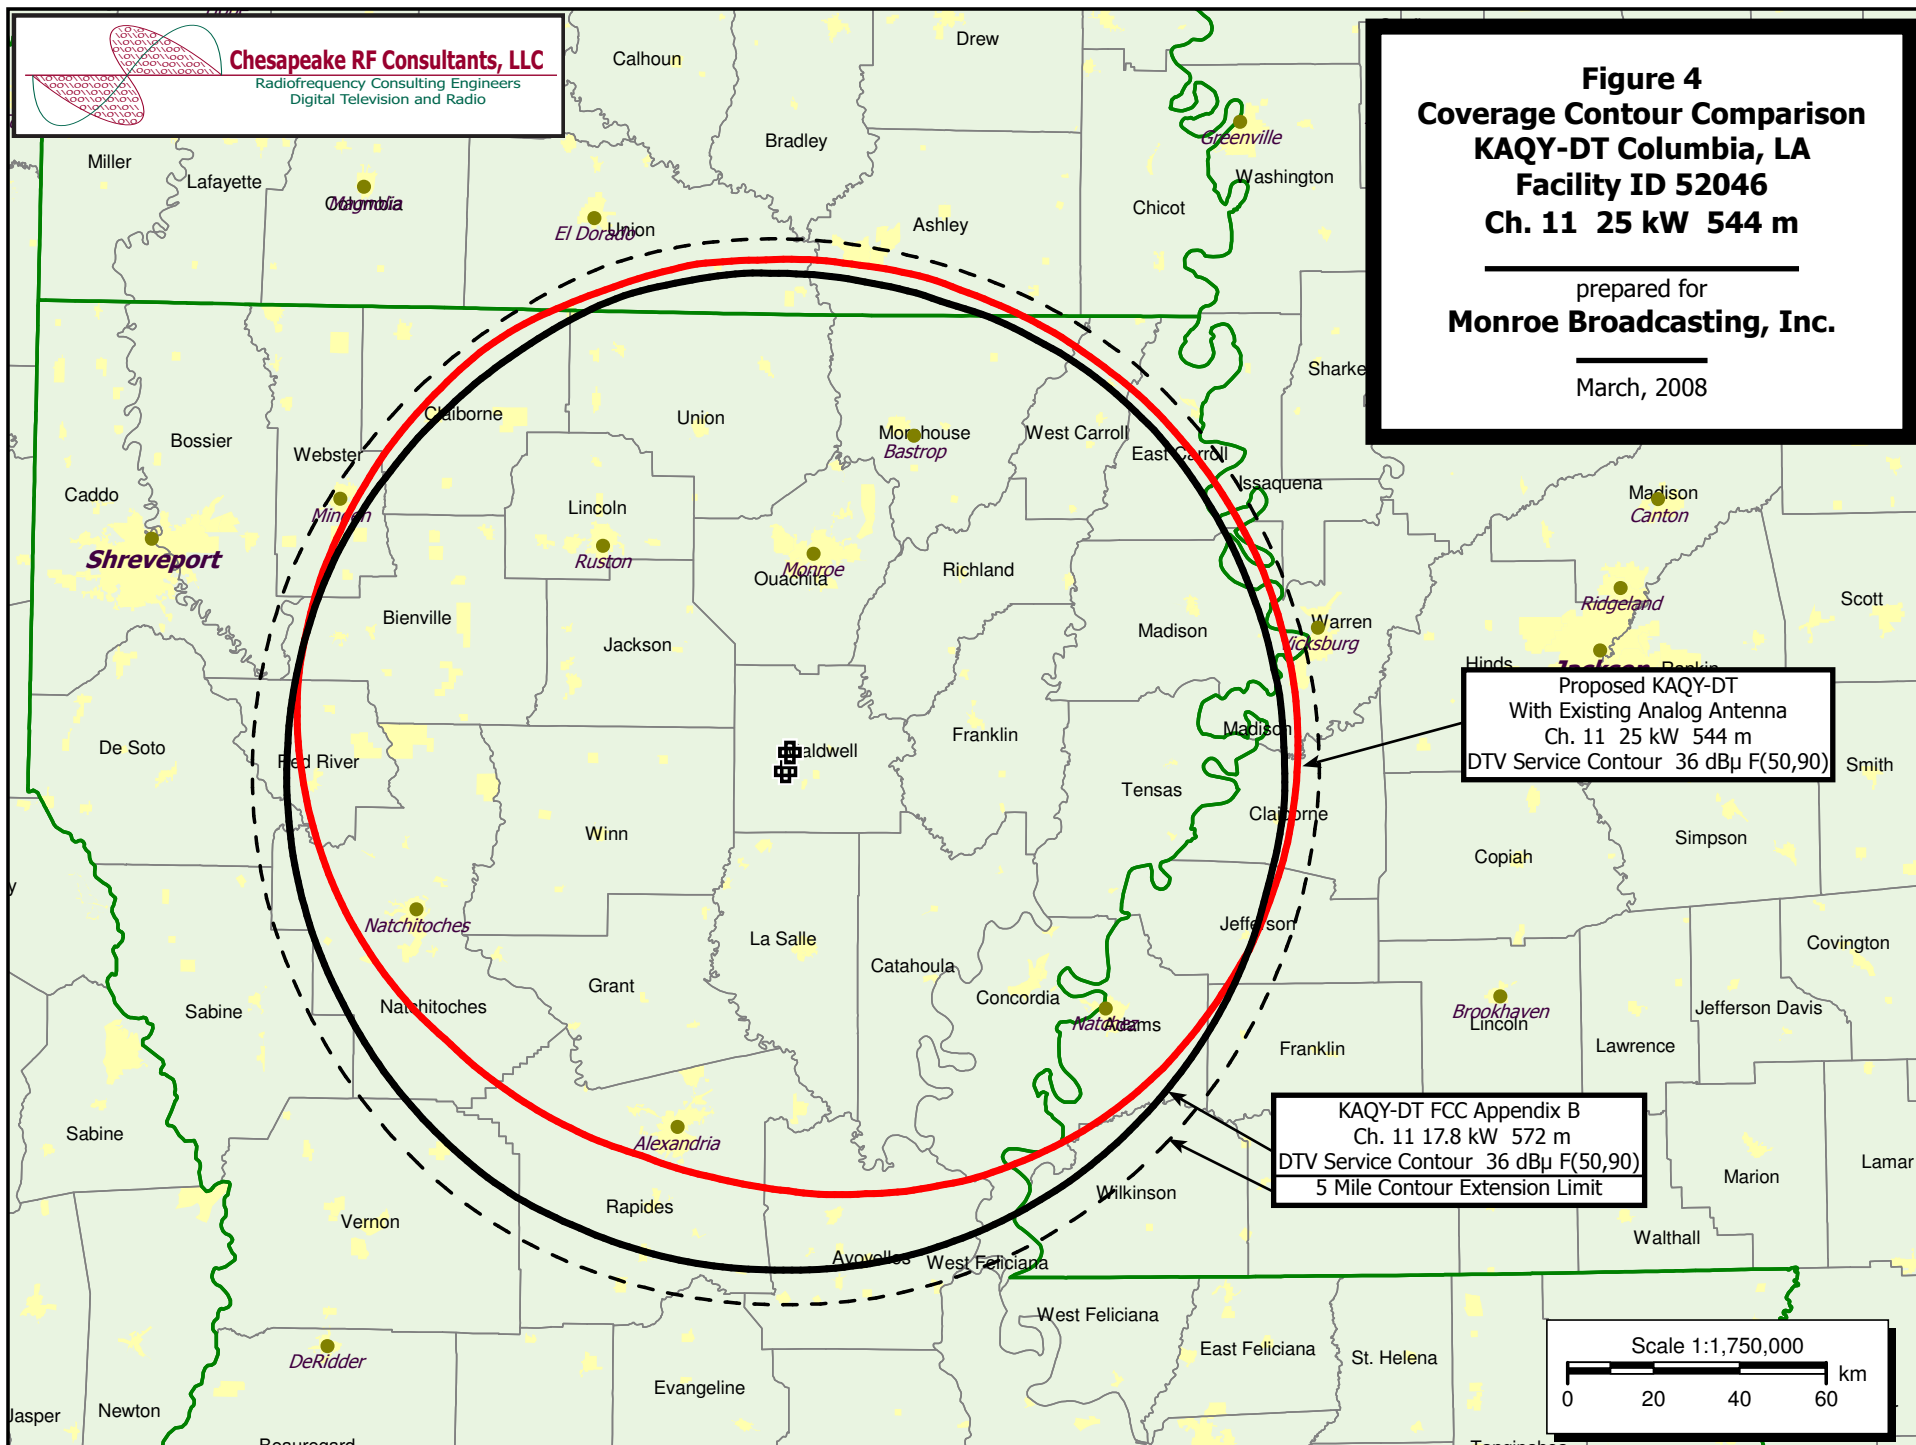 Chesapeake RF Consultants, LLC
Radiofrequency Consulting Engineers
Digital Television and Radio
Figure 4
Coverage Contour Comparison
KAQY-DT Columbia, LA
Facility ID 52046
Ch. 11 25 kW 544 m
prepared for
Monroe Broadcasting, Inc.
March, 2008
Calhoun
Drew
Bradley
Greenville
Washington
Miller
Lafayette
Magnolia
El Dorado
Union
Ashley
Chicot
Sharke
Claiborne
Union
Bossier
Webster
Morehouse
Bastrop
West Carroll
East Carroll
Issaquena
Caddo
Minden
Lincoln
Madison
Canton
Shreveport
Ruston
Monroe
Ouachita
Richland
Ridgeland
Scott
Bienville
Jackson
Madison
Warren
Vicksburg
Hinds
Jackson
Rankin
Proposed KAQY-DT
With Existing Analog Antenna
Ch. 11 25 kW 544 m
DTV Service Contour 36 dBµ F(50,90)
De Soto
Red River
Caldwell
Franklin
Madison
Smith
Tensas
Claiborne
Winn
Simpson
Copiah
y
Natchitoches
La Salle
Jefferson
Covington
Catahoula
Grant
Concordia
Natchitoches
Sabine
Natchez
Adams
Brookhaven
Lincoln
Jefferson Davis
Franklin
Lawrence
Sabine
Alexandria
KAQY-DT FCC Appendix B
Ch. 11 17.8 kW 572 m
DTV Service Contour 36 dBµ F(50,90)
5 Mile Contour Extension Limit
Marion
Lamar
Wilkinson
Rapides
Vernon
Walthall
Avoyelles
West Feliciana
West Feliciana
East Feliciana
St. Helena
DeRidder
Evangeline
Jasper
Newton
Beauregard
Tangipahoa
Scale 1:1,750,000
km
0 20 40 60